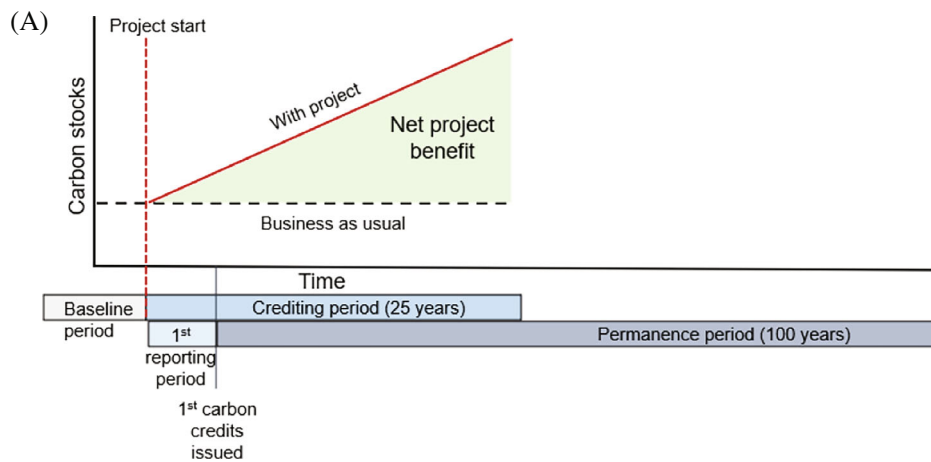 (A)
Project start
Carbon stocks
With project
Net project
benefit
Business as usual
Time
Baseline
period
Crediting period (25 years)
1st
reporting
period
Permanence period (100 years)
1st carbon
credits
issued